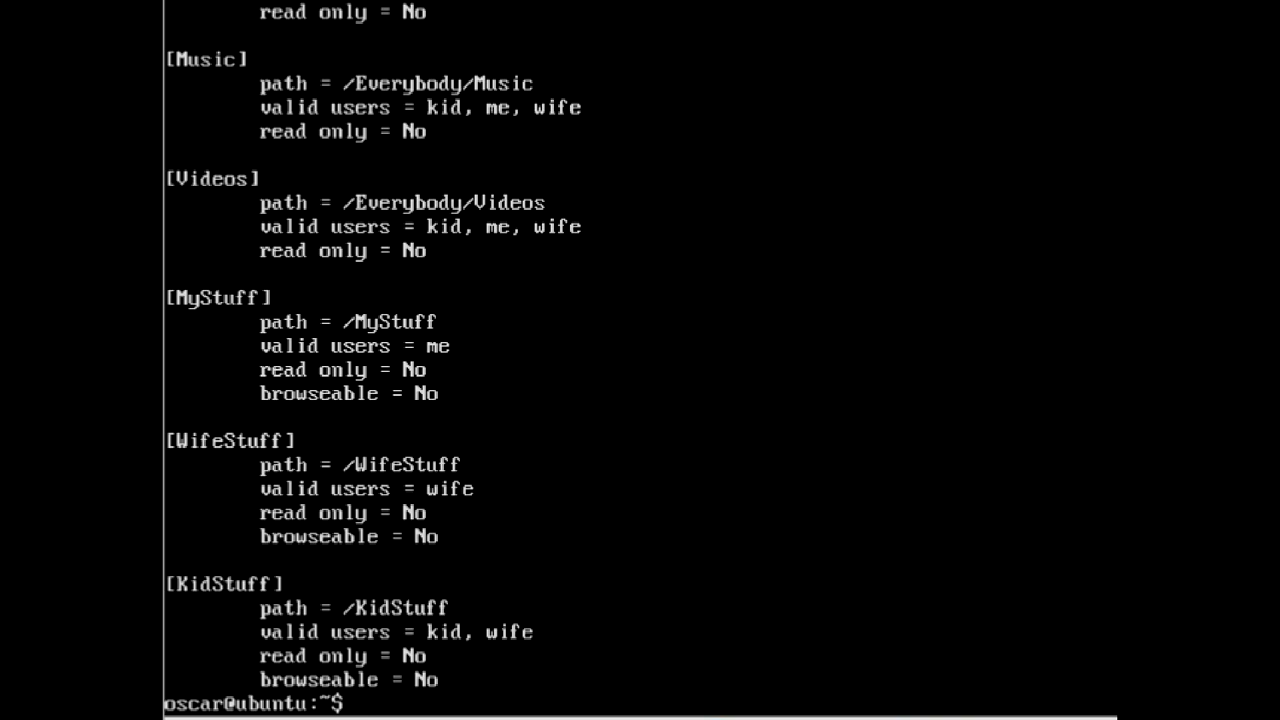 read only = No
[Music]
path = /Everybody/Music
valid users = kid, me, wife
read only = No
[Videos]
path = /Everybody/Videos
valid users = kid, me, wife
read only = No
[MyStuff]
path = /MyStuff
valid users = me
read only = No
browseable = No
[WifeStuff]
path = /WifeStuff
valid users = wife
read only = No
browseable = No
[KidStuff]
path = /KidStuff
valid users = kid, wife
read only = No
browseable = No
oscar@ubuntu:~$